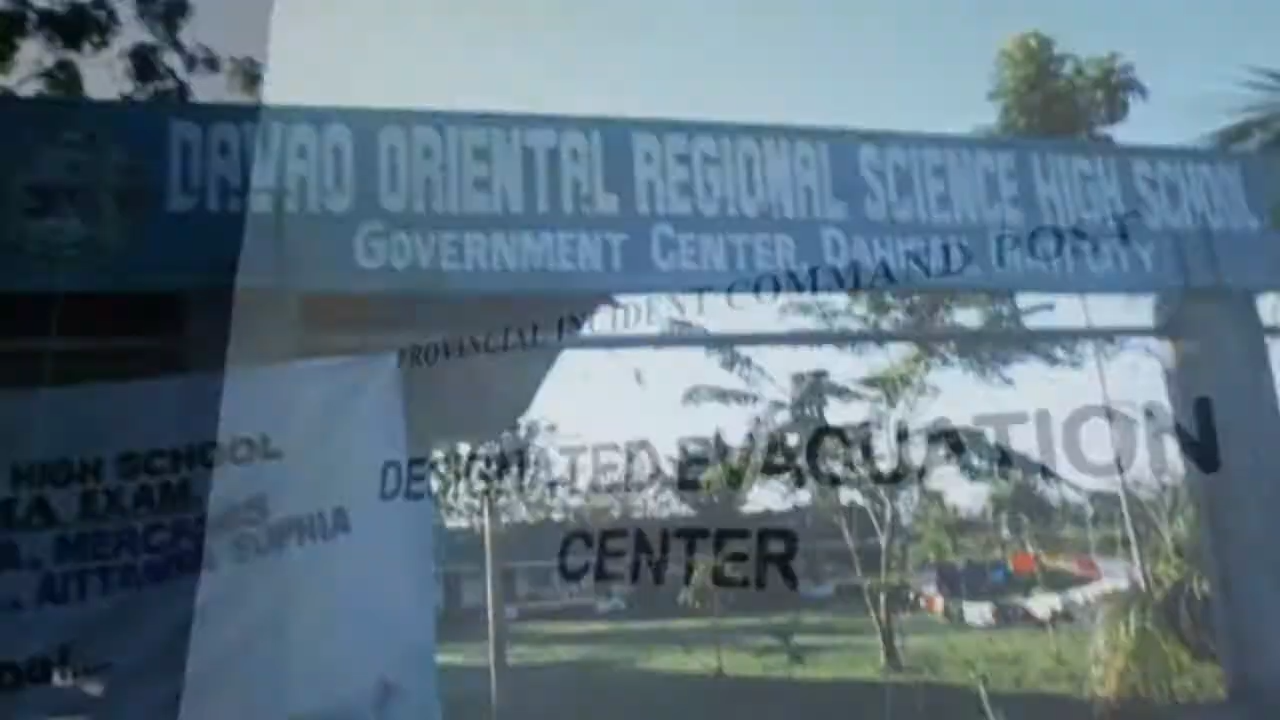 DAVAO ORIENTAL REGIONAL SCIENCE HIGH SCHOOL
GOVERNMENT CENTER, DAHICAN, MATI CITY
PROVINCIAL INCIDENT COMMAND POST
DESIGNATED EVACUATION
CENTER
HIGH SCHOOL
EXAM